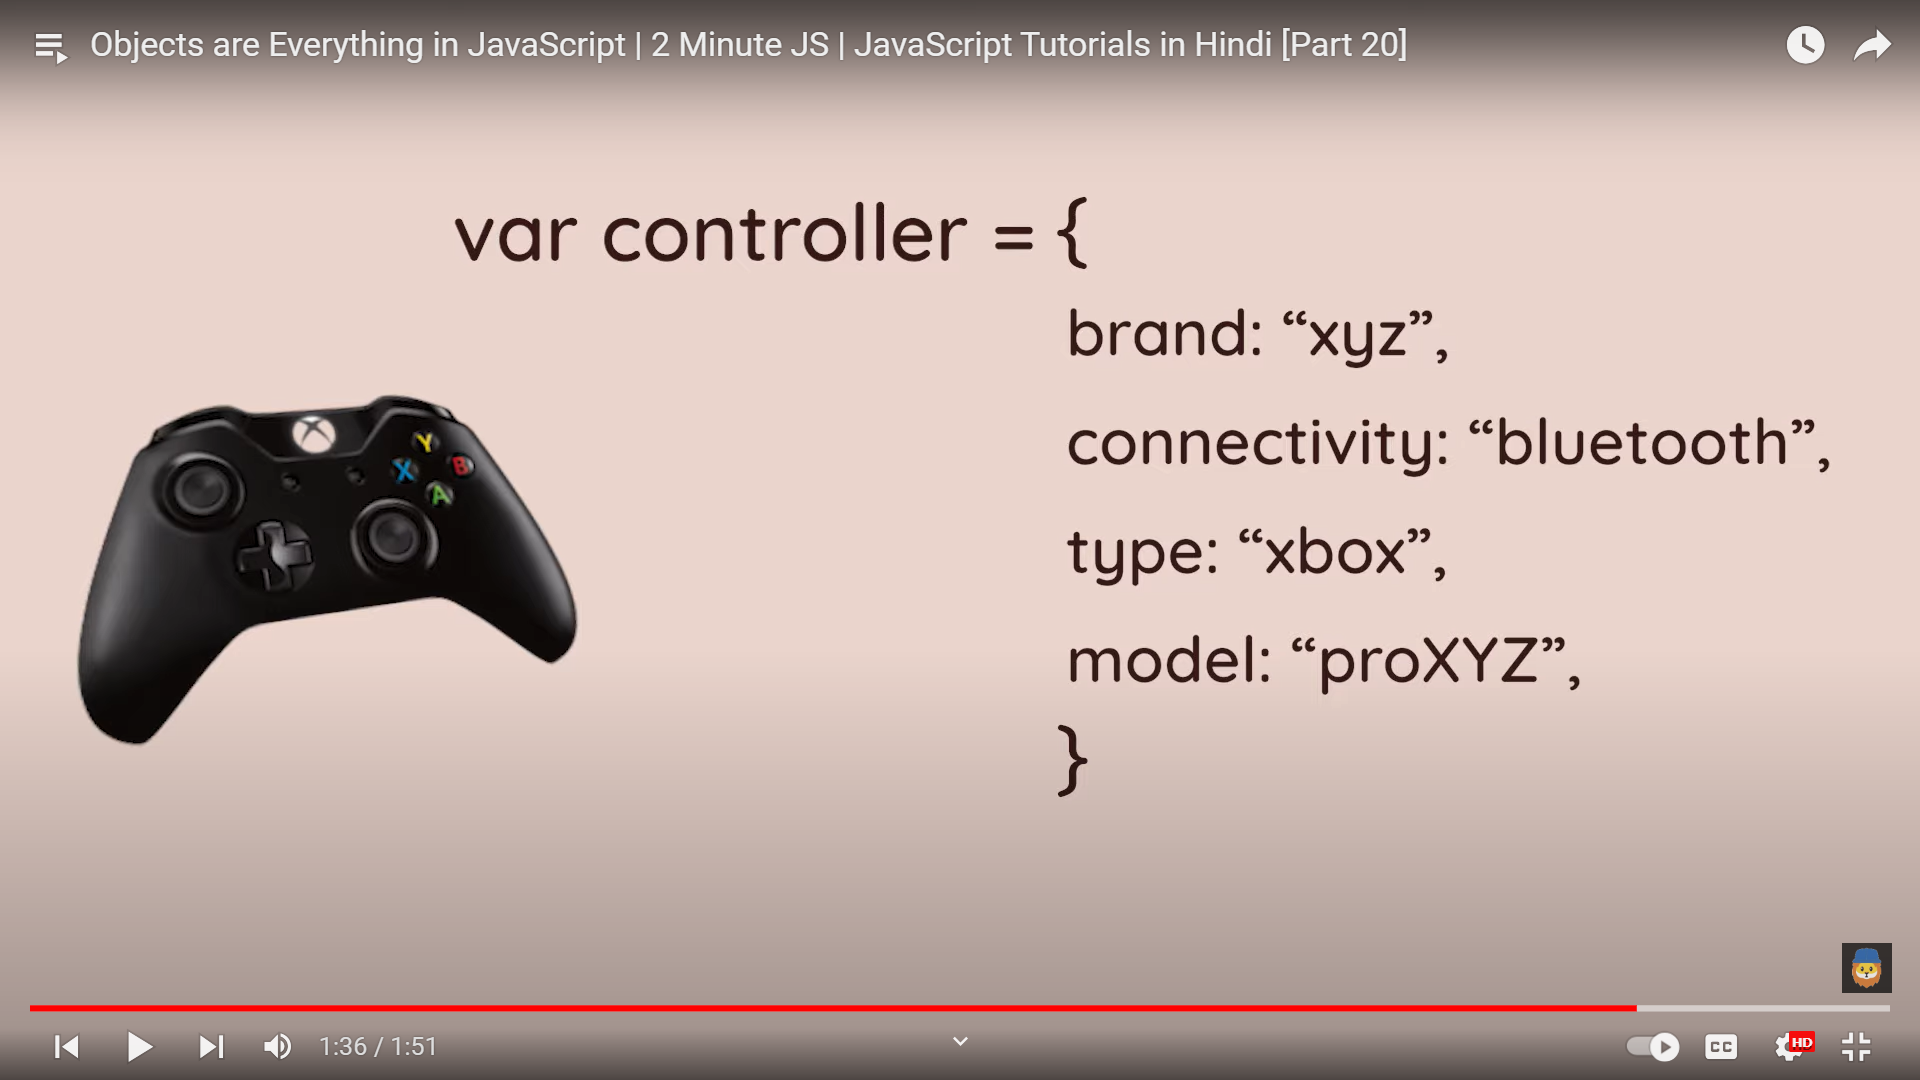 Objects are Everything in JavaScript | 2 Minute JS | JavaScript Tutorials in Hindi [Part 20]
var controller = {
brand: “xyz”,
connectivity: “bluetooth”,
type: “xbox”,
model: “proXYZ”,
}
Y
X B
A
1:36 / 1:51
CC
HD